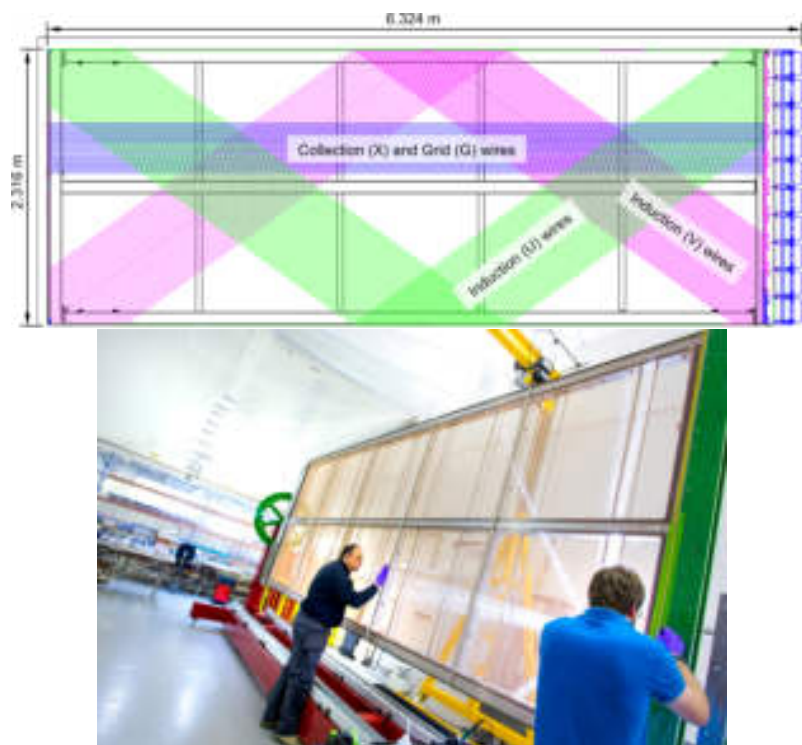 6.324 m
2.316 m
Collection (X) and Grid (G) wires
Induction (U) wires
Induction (V) wires